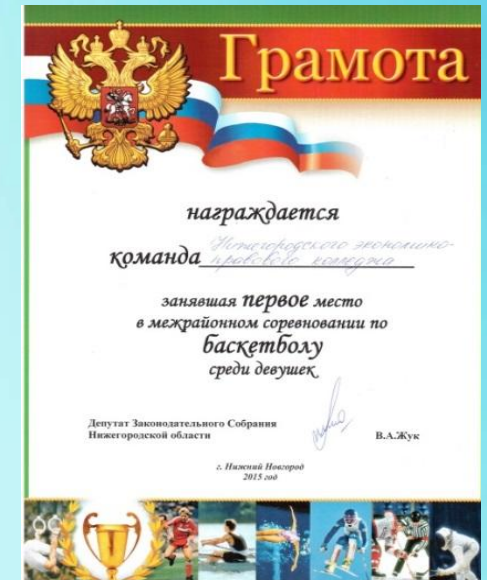 Грамота
награждается
Нижегородского экономико-
команда правового колледжа
занявшая первое место
в межрайонном соревновании по
баскетболу
среди девушек
Депутат Законодательного Собрания
Нижегородской области
В.А.Жук
г. Нижний Новгород
2015 год